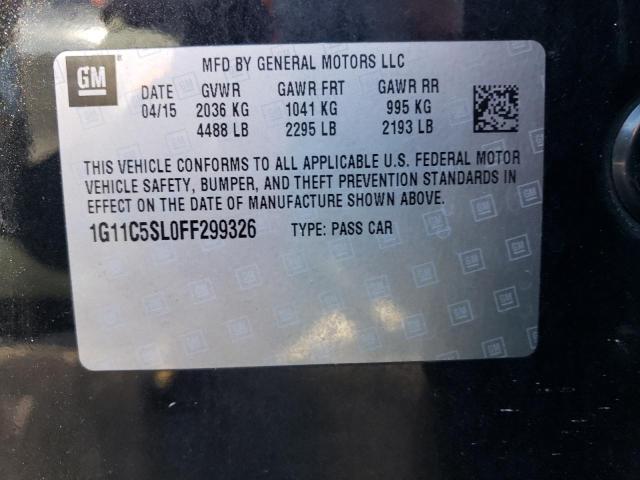 GM
MFD BY GENERAL MOTORS LLC
DATE GVWR GAWR FRT GAWR RR
04/15 2036 KG 1041 KG 995 KG
4488 LB 2295 LB 2193 LB
THIS VEHICLE CONFORMS TO ALL APPLICABLE U.S. FEDERAL MOTOR
VEHICLE SAFETY, BUMPER, AND THEFT PREVENTION STANDARDS IN
EFFECT ON THE DATE OF MANUFACTURE SHOWN ABOVE.
1G11C5SL0FF299326 TYPE: PASS CAR